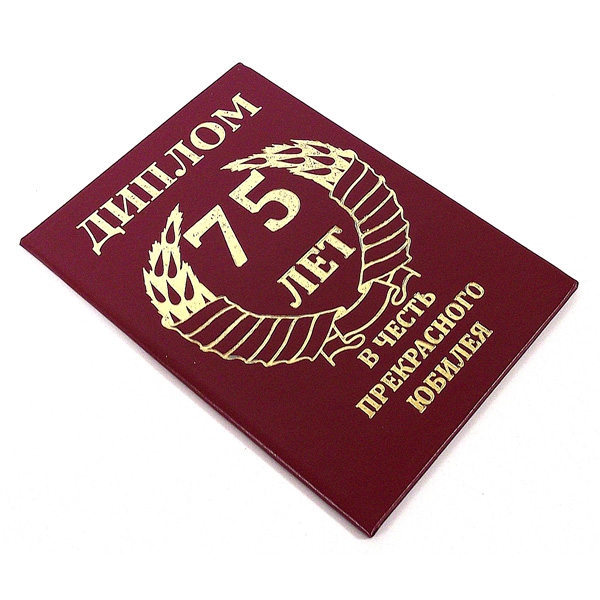 ДИПЛОМ
75
ЛЕТ
В ЧЕСТЬ
ПРЕКРАСНОГО
ЮБИЛЕЯ